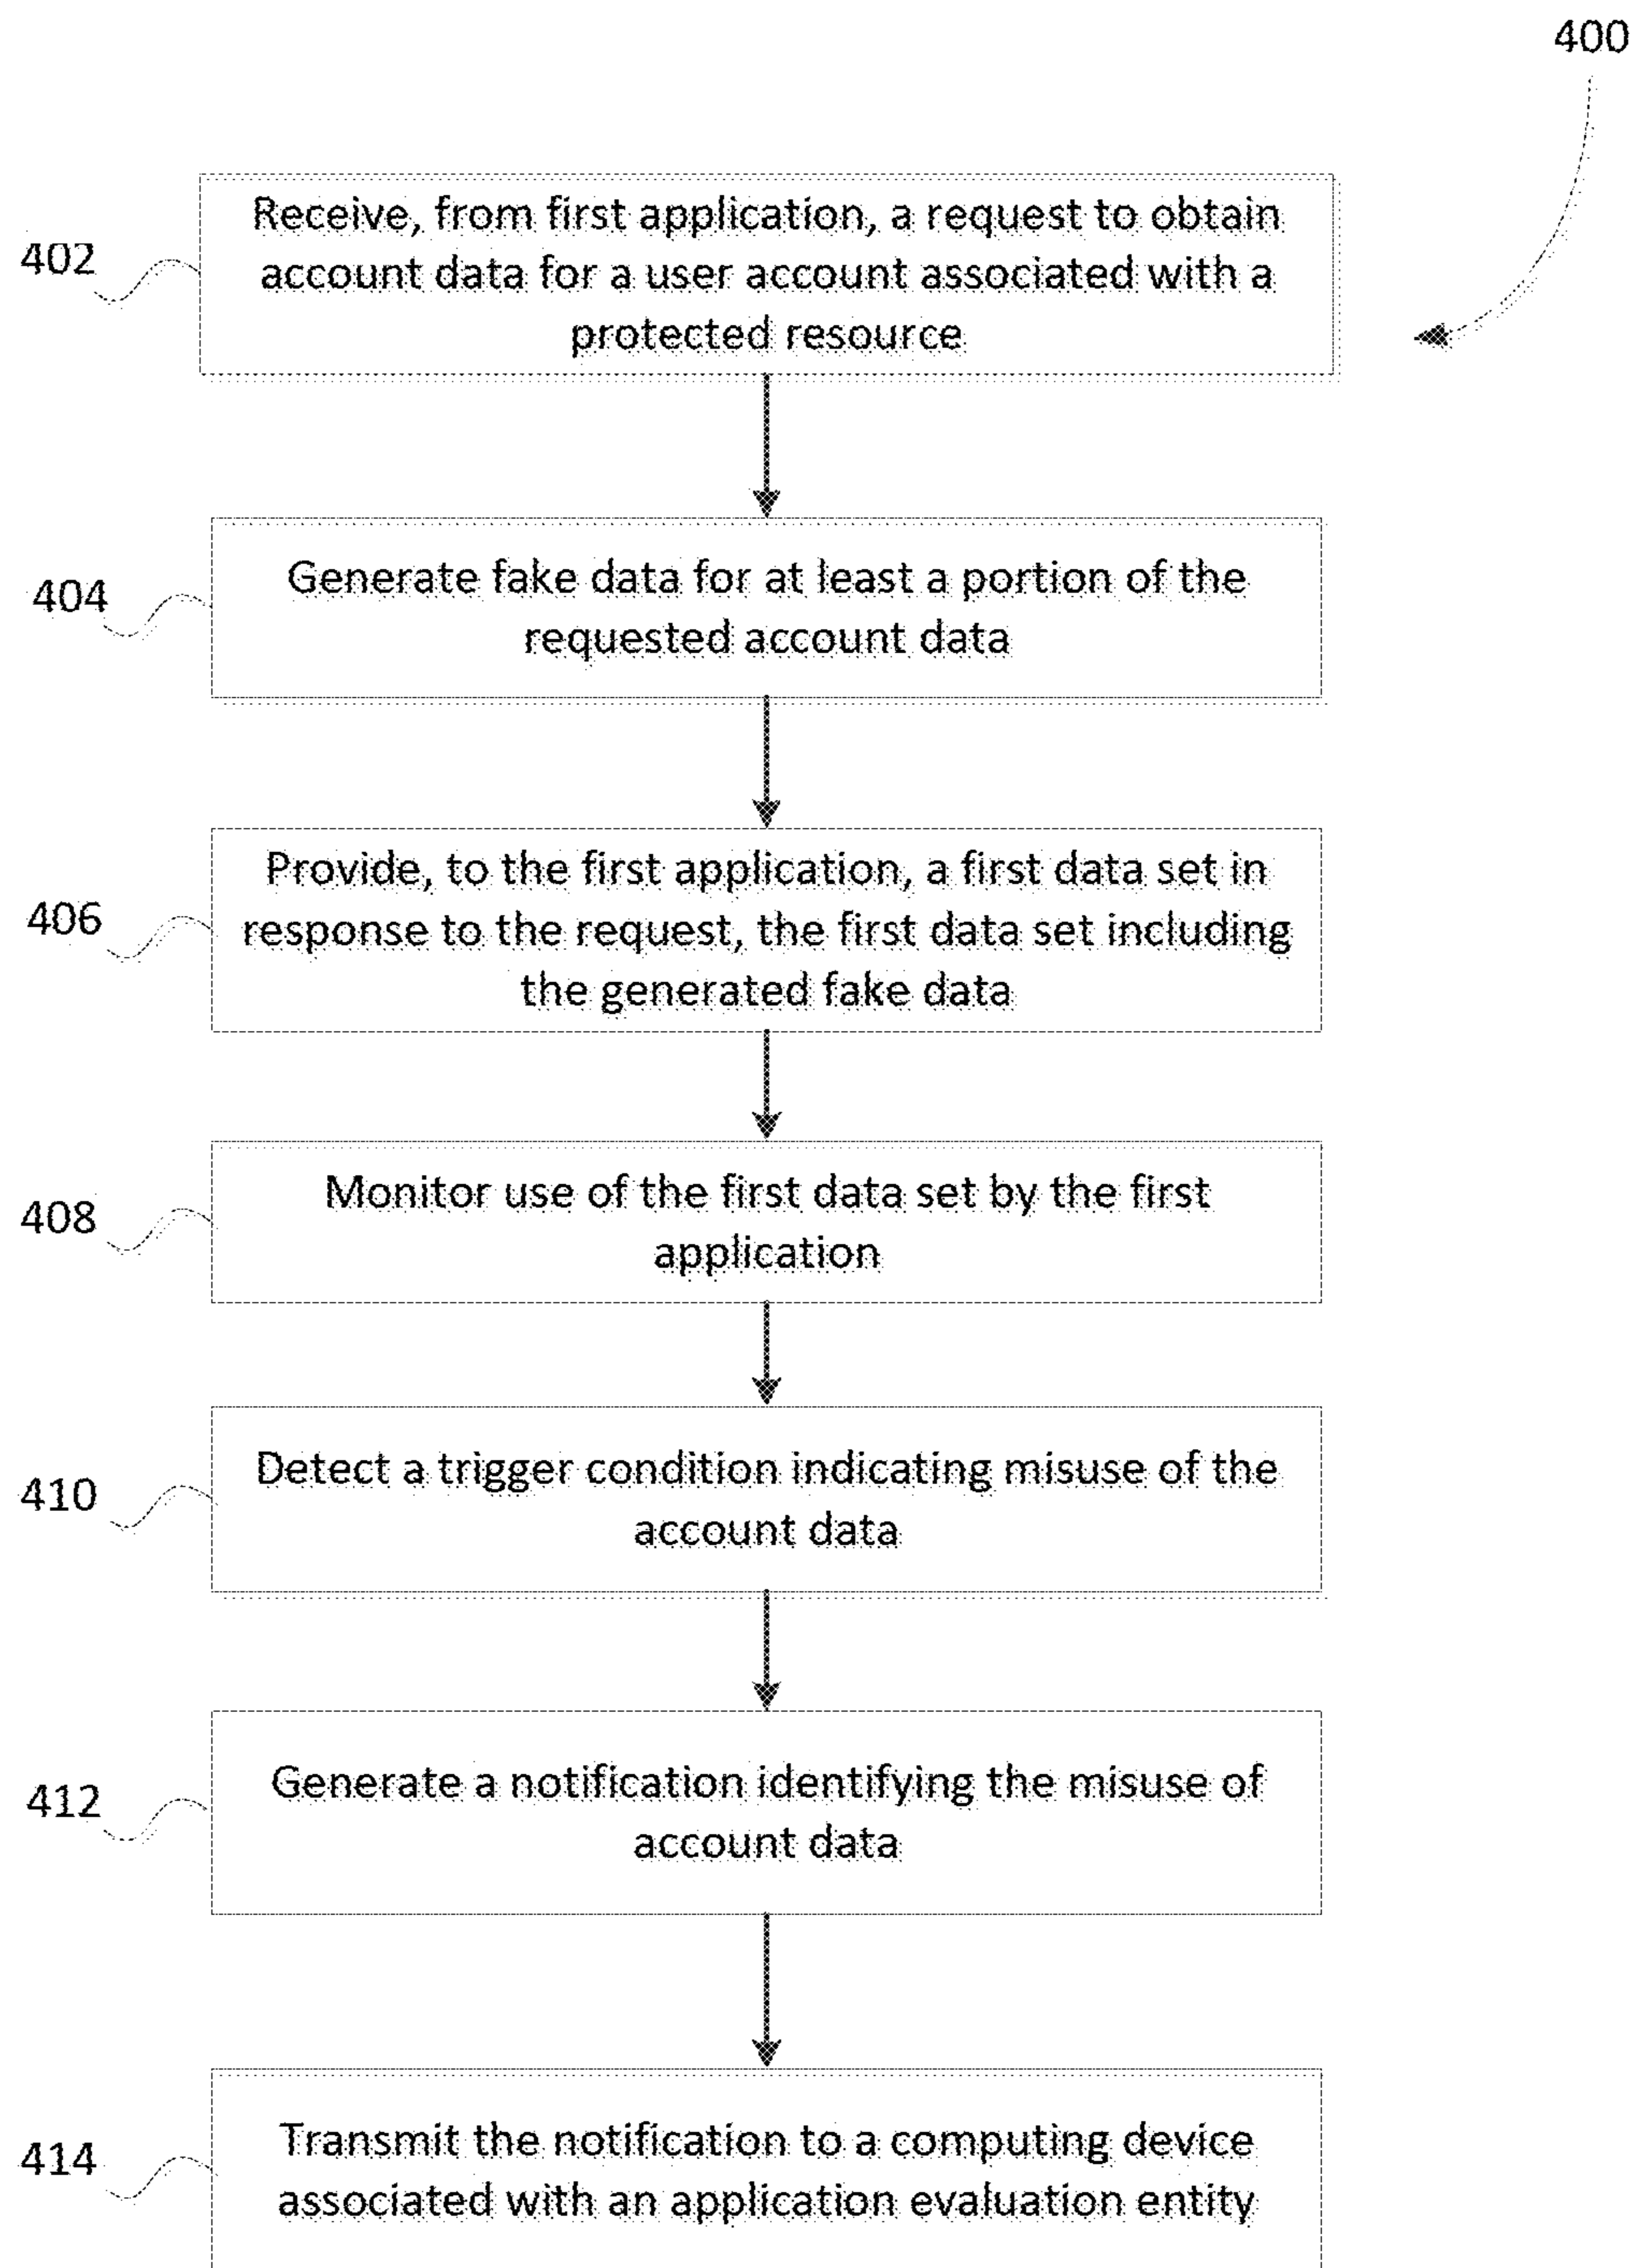 400
402
Receive, from first application, a request to obtain
account data for a user account associated with a
protected resource
404
Generate fake data for at least a portion of the
requested account data
406
Provide, to the first application, a first data set in
response to the request, the first data set including
the generated fake data
408
Monitor use of the first data set by the first
application
410
Detect a trigger condition indicating misuse of the
account data
412
Generate a notification identifying the misuse of
account data
414
Transmit the notification to a computing device
associated with an application evaluation entity